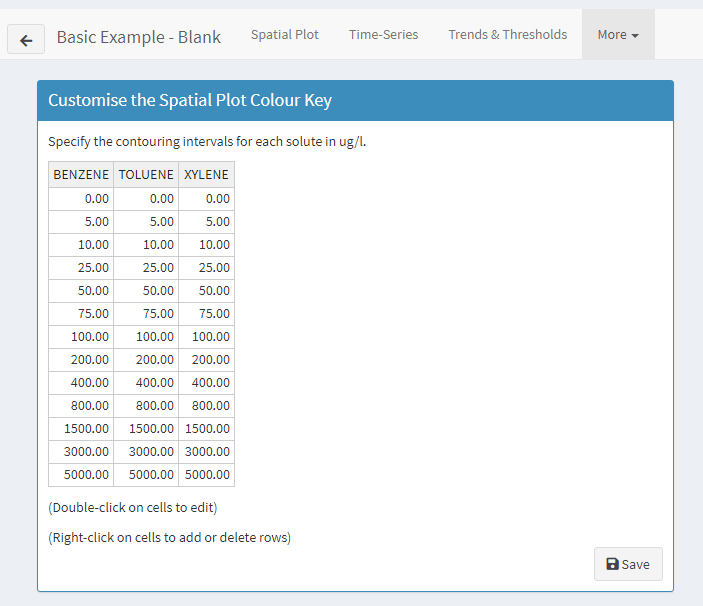 Basic Example - Blank Spatial Plot Time-Series Trends & Thresholds More
Customise the Spatial Plot Colour Key
Specify the contouring intervals for each solute in ug/l.
BENZENE TOLUENE XYLENE
0.00 0.00 0.00
5.00 5.00 5.00
10.00 10.00 10.00
25.00 25.00 25.00
50.00 50.00 50.00
75.00 75.00 75.00
100.00 100.00 100.00
200.00 200.00 200.00
400.00 400.00 400.00
800.00 800.00 800.00
1500.00 1500.00 1500.00
3000.00 3000.00 3000.00
5000.00 5000.00 5000.00
(Double-click on cells to edit)
(Right-click on cells to add or delete rows)
Save